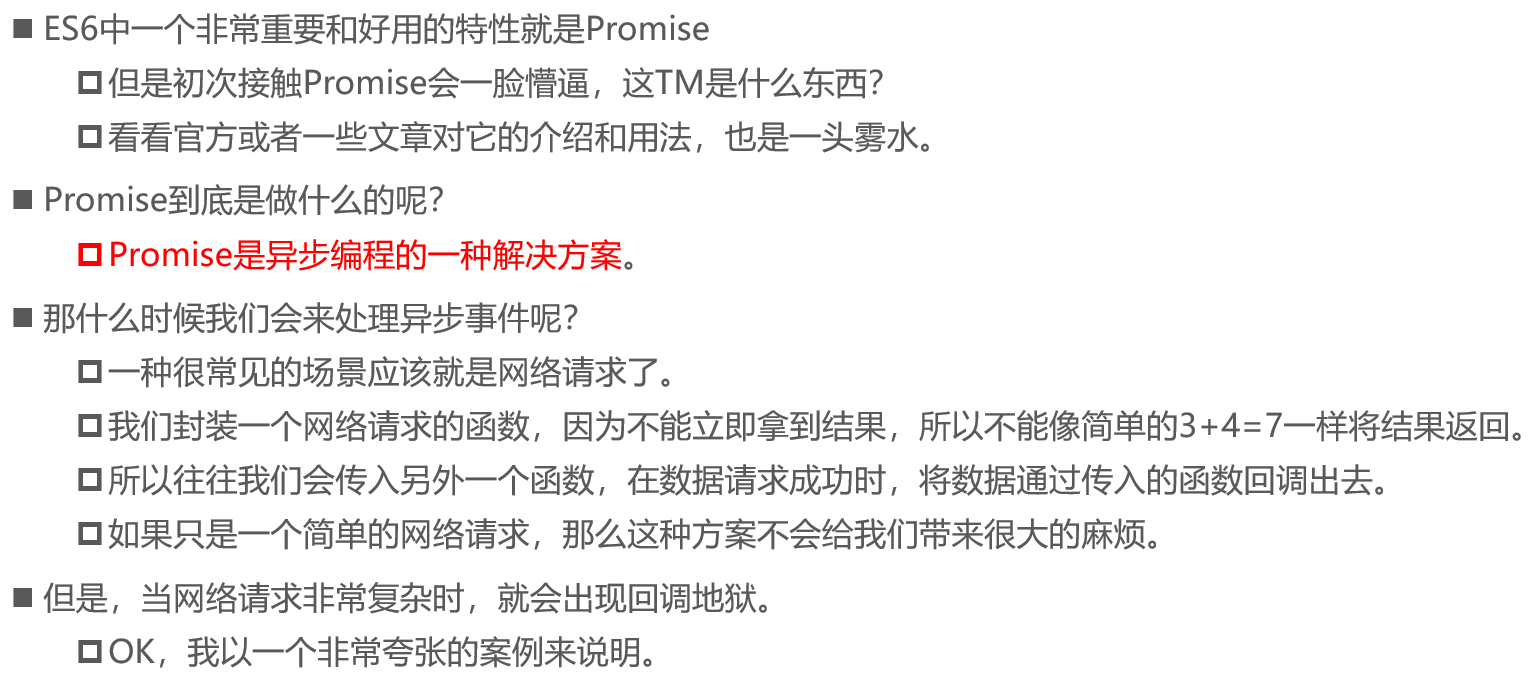 ES6中一个非常重要和好用的特性就是Promise
但是初次接触Promise会一脸懵逼，这TM是什么东西?
看看官方或者一些文章对它的介绍和用法，也是一头雾水。
Promise到底是做什么的呢?
Promise是异步编程的一种解决方案。
那什么时候我们会来处理异步事件呢?
一种很常见的场景应该就是网络请求了。
我们封装一个网络请求的函数，因为不能立即拿到结果，所以不能像简单的3+4=7一样将结果返回。
所以往往我们会传入另外一个函数，在数据请求成功时，将数据通过传入的函数回调出去。
如果只是一个简单的网络请求，那么这种方案不会给我们带来很大的麻烦。
但是，当网络请求非常复杂时，就会出现回调地狱。
OK，我以一个非常夸张的案例来说明。